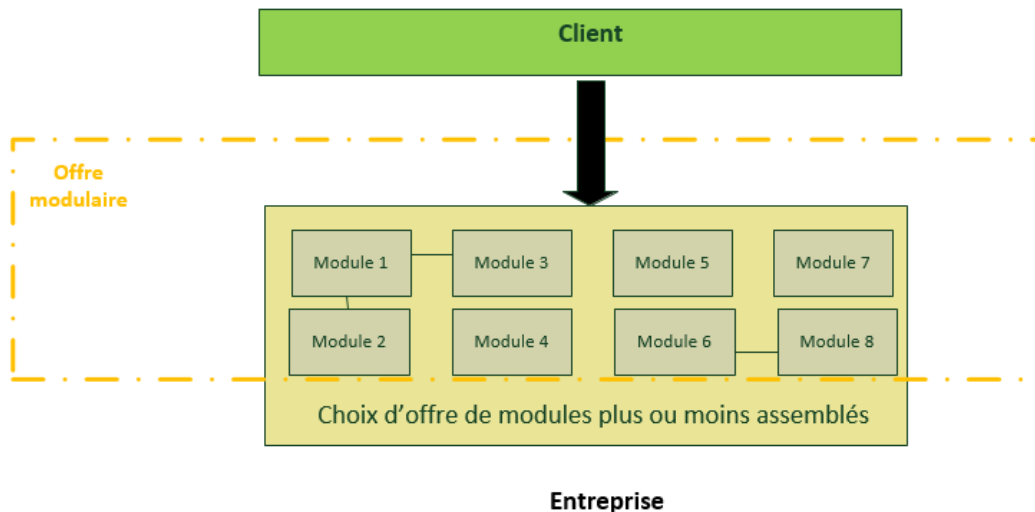 Client
Offre
modulaire
Module 1
Module 3
Module 5
Module 7
Module 2
Module 4
Module 6
Module 8
Choix d’offre de modules plus ou moins assemblés
Entreprise